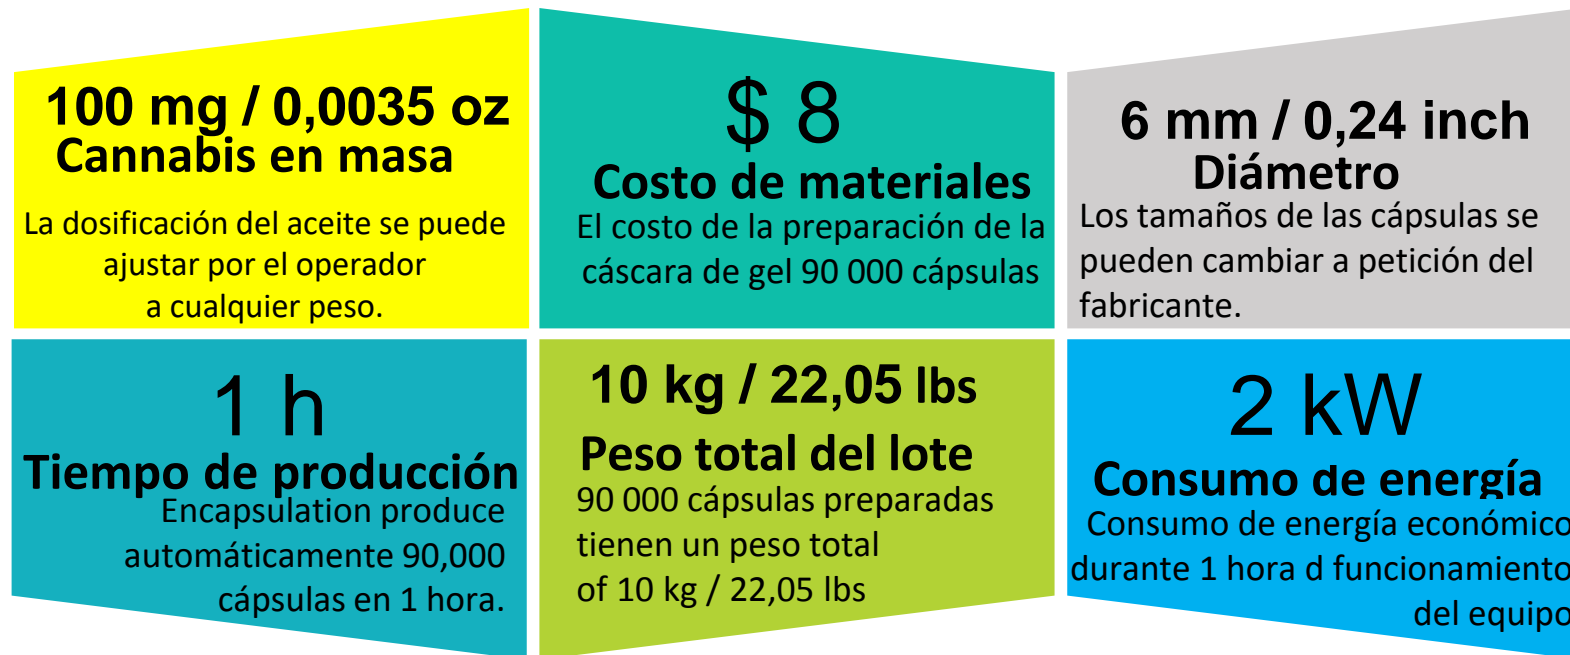 100 mg / 0,0035 oz
Cannabis en masa
La dosificación del aceite se puede
ajustar por el operador
a cualquier peso.
$ 8
Costo de materiales
El costo de la preparación de la
cáscara de gel 90 000 cápsulas
6 mm / 0,24 inch
Diámetro
Los tamaños de las cápsulas se
pueden cambiar a petición del
fabricante.
1 h
Tiempo de producción
Encapsulation produce
automáticamente 90,000
cápsulas en 1 hora.
10 kg / 22,05 lbs
Peso total del lote
90 000 cápsulas preparadas
tienen un peso total
of 10 kg / 22,05 lbs
2 kW
Consumo de energía
Consumo de energía económico
durante 1 hora d funcionamiento
del equipo